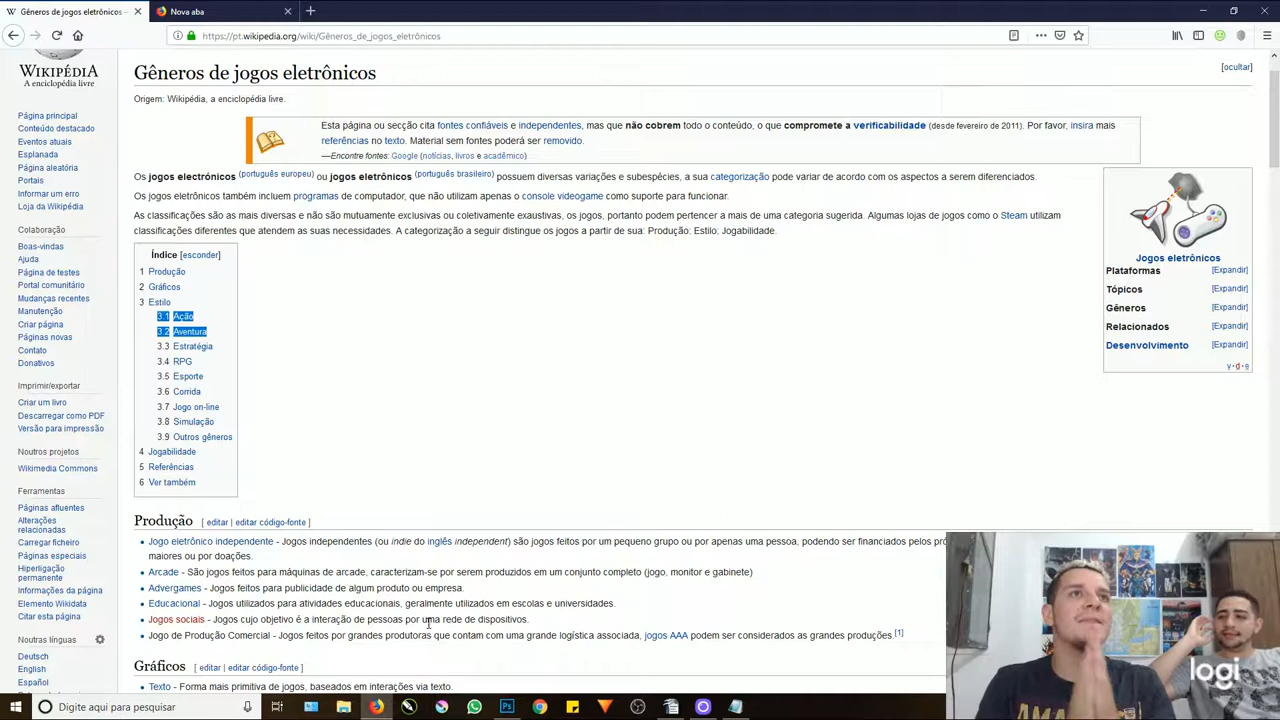 Gêneros de jogos eletrônicos –
Nova aba
https://pt.wikipedia.org/wiki/Gêneros_de_jogos_eletrônicos
WIKIPÉDIA
A enciclopédia livre
Página principal
Conteúdo destacado
Eventos atuais
Esplanada
Página aleatória
Portais
Informar um erro
Loja da Wikipédia
Colaboração
Boas-vindas
Ajuda
Página de testes
Portal comunitário
Mudanças recentes
Manutenção
Criar página
Páginas novas
Contato
Donativos
Imprimir/exportar
Criar um livro
Descarregar como PDF
Versão para impressão
Noutros projetos
Wikimedia Commons
Ferramentas
Páginas afluentes
Alterações
relacionadas
Carregar ficheiro
Páginas especiais
Hiperligação
permanente
Informações da página
Elemento Wikidata
Citar esta página
Noutras línguas
Deutsch
English
Español
Gêneros de jogos eletrônicos
[ocultar]
Origem: Wikipédia, a enciclopédia livre.
Esta página ou secção cita fontes confiáveis e independentes, mas que não cobrem todo o conteúdo, o que compromete a verificabilidade (desde fevereiro de 2011). Por favor, insira mais
referências no texto. Material sem fontes poderá ser removido.
—Encontre fontes: Google (notícias, livros e acadêmico)
Os jogos electrónicos (português europeu) ou jogos eletrônicos (português brasileiro) possuem diversas variações e subespécies, a sua categorização pode variar de acordo com os aspectos a serem diferenciados.
Os jogos eletrônicos também incluem programas de computador, que não utilizam apenas o console videogame como suporte para funcionar.
As classificações são as mais diversas e não são mutuamente exclusivas ou coletivamente exaustivas, os jogos, portanto podem pertencer a mais de uma categoria sugerida. Algumas lojas de jogos como o Steam utilizam
classificações diferentes que atendem as suas necessidades. A categorização a seguir distingue os jogos a partir de sua: Produção; Estilo; Jogabilidade.
Índice [esconder]
1 Produção
2 Gráficos
3 Estilo
3.1 Ação
3.2 Aventura
3.3 Estratégia
3.4 RPG
3.5 Esporte
3.6 Corrida
3.7 Jogo on-line
3.8 Simulação
3.9 Outros gêneros
4 Jogabilidade
5 Referências
6 Ver também
Jogos eletrônicos
Plataformas [Expandir]
Tópicos [Expandir]
Gêneros [Expandir]
Relacionados [Expandir]
Desenvolvimento [Expandir]
v • d • e
Produção [ editar | editar código-fonte ]
• Jogo eletrônico independente - Jogos independentes (ou indie do inglês independent) são jogos feitos por um pequeno grupo ou por apenas uma pessoa, podendo ser financiados pelos
maiores ou por doações.
• Arcade - São jogos feitos para máquinas de arcade, caracterizam-se por serem produzidos em um conjunto completo (jogo, monitor e gabinete)
• Advergames - Jogos feitos para publicidade de algum produto ou empresa.
• Educacional - Jogos utilizados para atividades educacionais, geralmente utilizados em escolas e universidades.
• Jogos sociais - Jogos cujo objetivo é a interação de pessoas por uma rede de dispositivos.
• Jogo de Produção Comercial - Jogos feitos por grandes produtoras que contam com uma grande logística associada, jogos AAA podem ser considerados as grandes produções.[1]
Gráficos [ editar | editar código-fonte ]
• Texto - Forma mais primitiva de jogos, baseados em interações via texto.
logi
Digite aqui para pesquisar